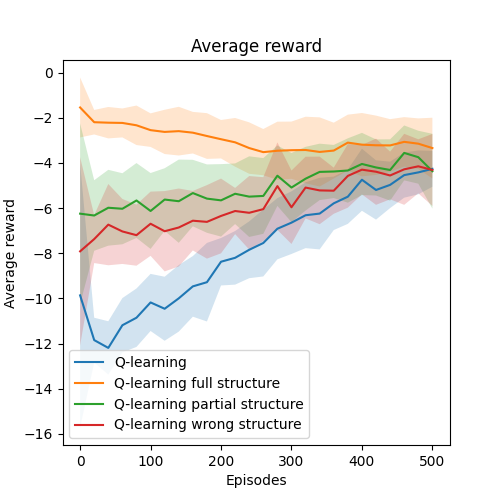 Average reward
Average reward
0
−2
−4
−6
−8
−10
−12
−14
−16
Q-learning
Q-learning full structure
Q-learning partial structure
Q-learning wrong structure
0 100 200 300 400 500
Episodes